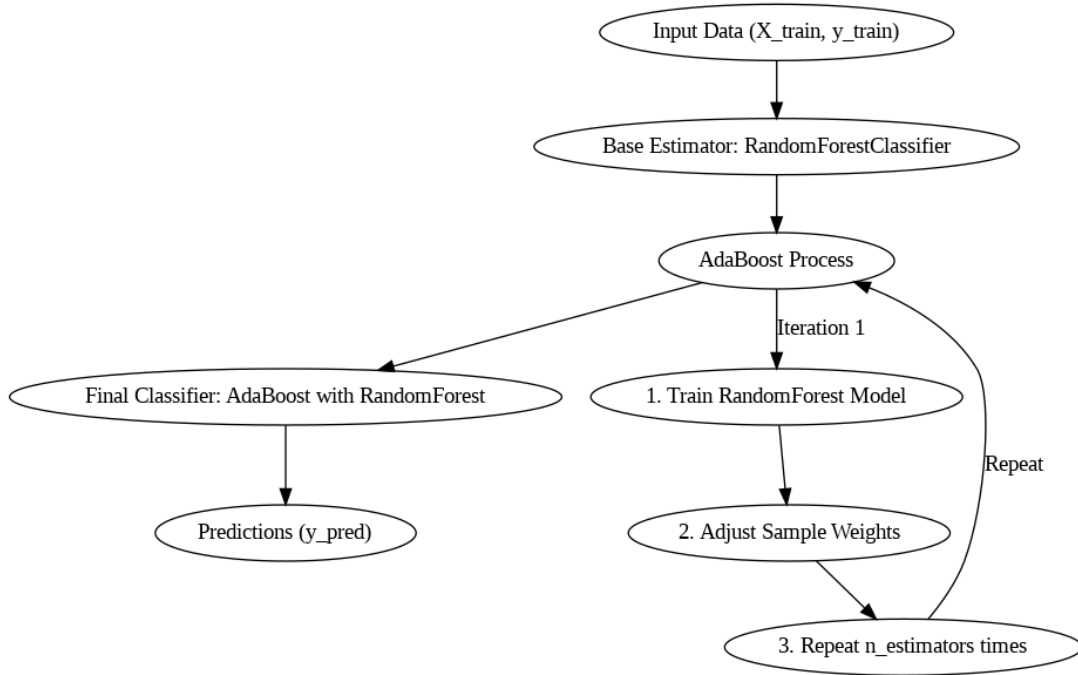 Input Data (X_train, y_train)
Base Estimator: RandomForestClassifier
AdaBoost Process
Iteration 1
Final Classifier: AdaBoost with RandomForest
1. Train RandomForest Model
Repeat
Predictions (y_pred)
2. Adjust Sample Weights
3. Repeat n_estimators times